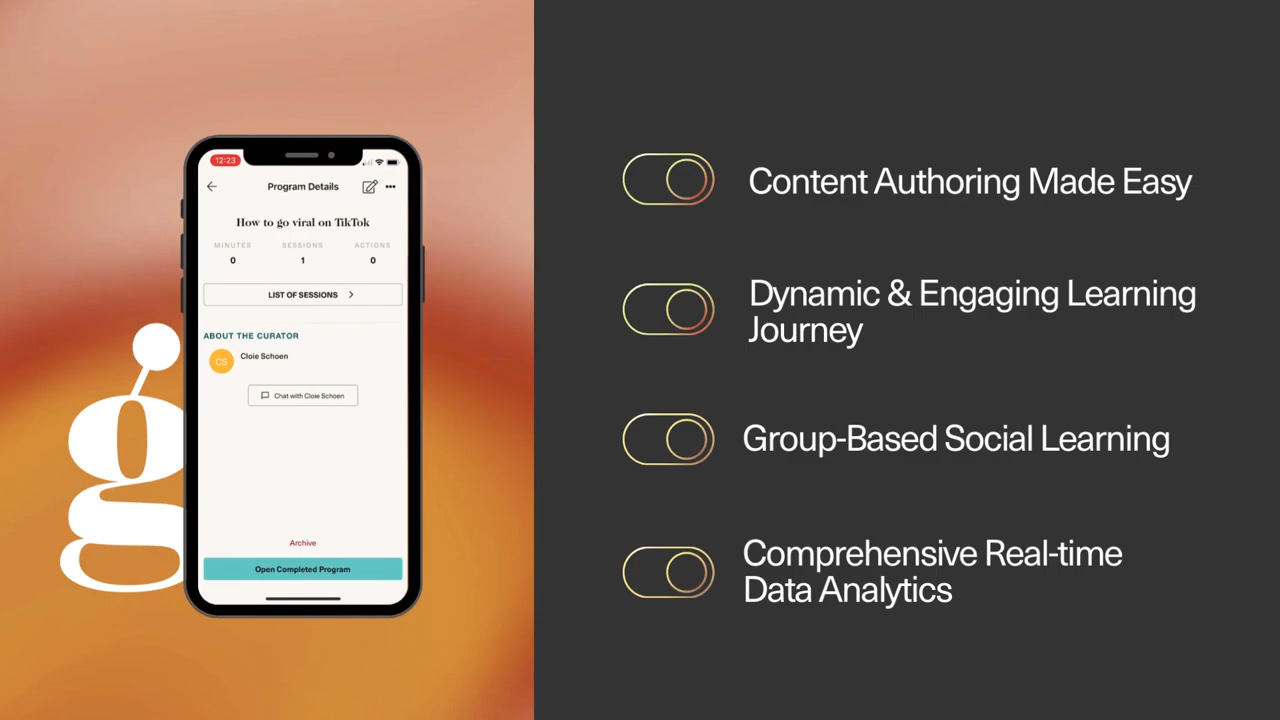 g
12:23
Program Details
How to go viral on TikTok
MINUTES SESSIONS ACTIONS
0 1 0
LIST OF SESSIONS
ABOUT THE CURATOR
CS Cloie Schoen
Chat with Cloie Schoen
Archive
Open Completed Program
Content Authoring Made Easy
Dynamic & Engaging Learning
Journey
Group-Based Social Learning
Comprehensive Real-time
Data Analytics